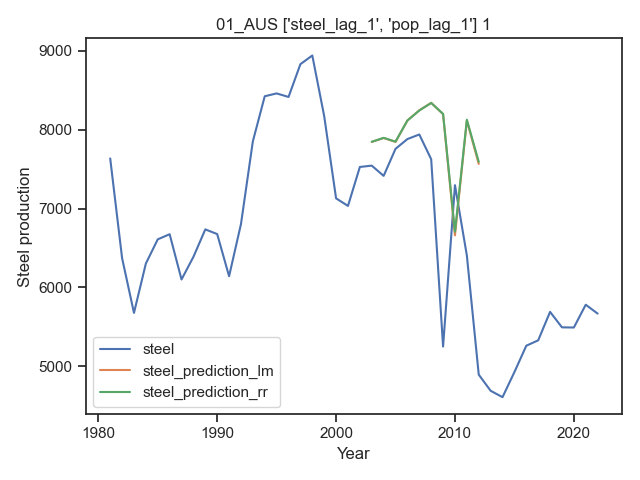 01_AUS ['steel_lag_1', 'pop_lag_1'] 1
9000
8000
7000
6000
5000
Steel production
steel
steel_prediction_lm
steel_prediction_rr
1980
1990
2000
2010
2020
Year